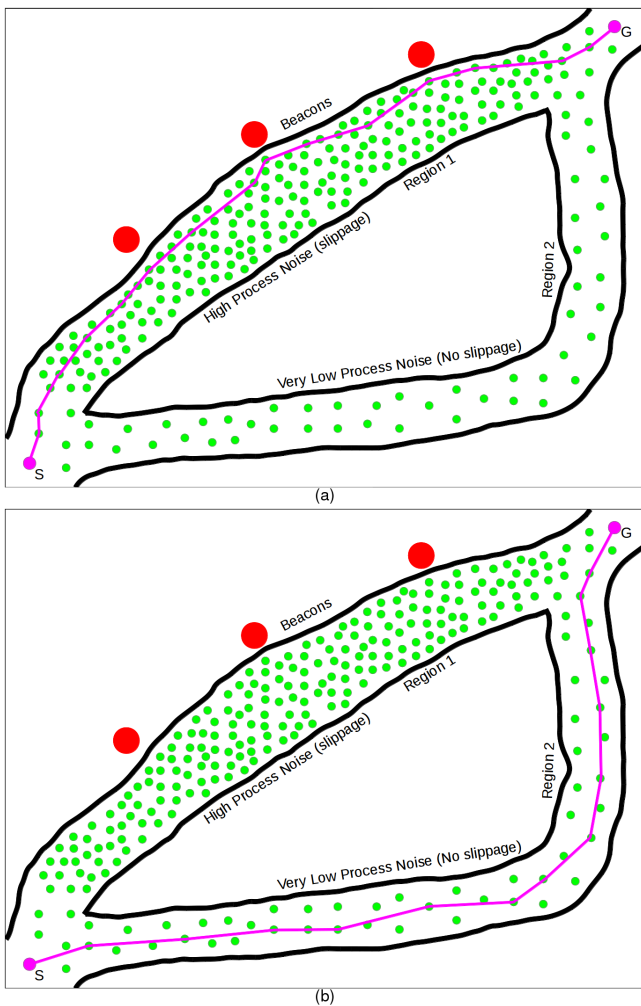 G
Beacons
Region 1
High Process Noise (slippage)
Region 2
Very Low Process Noise (No slippage)
S
(a)
G
Beacons
Region 1
High Process Noise (slippage)
Region 2
Very Low Process Noise (No slippage)
S
(b)